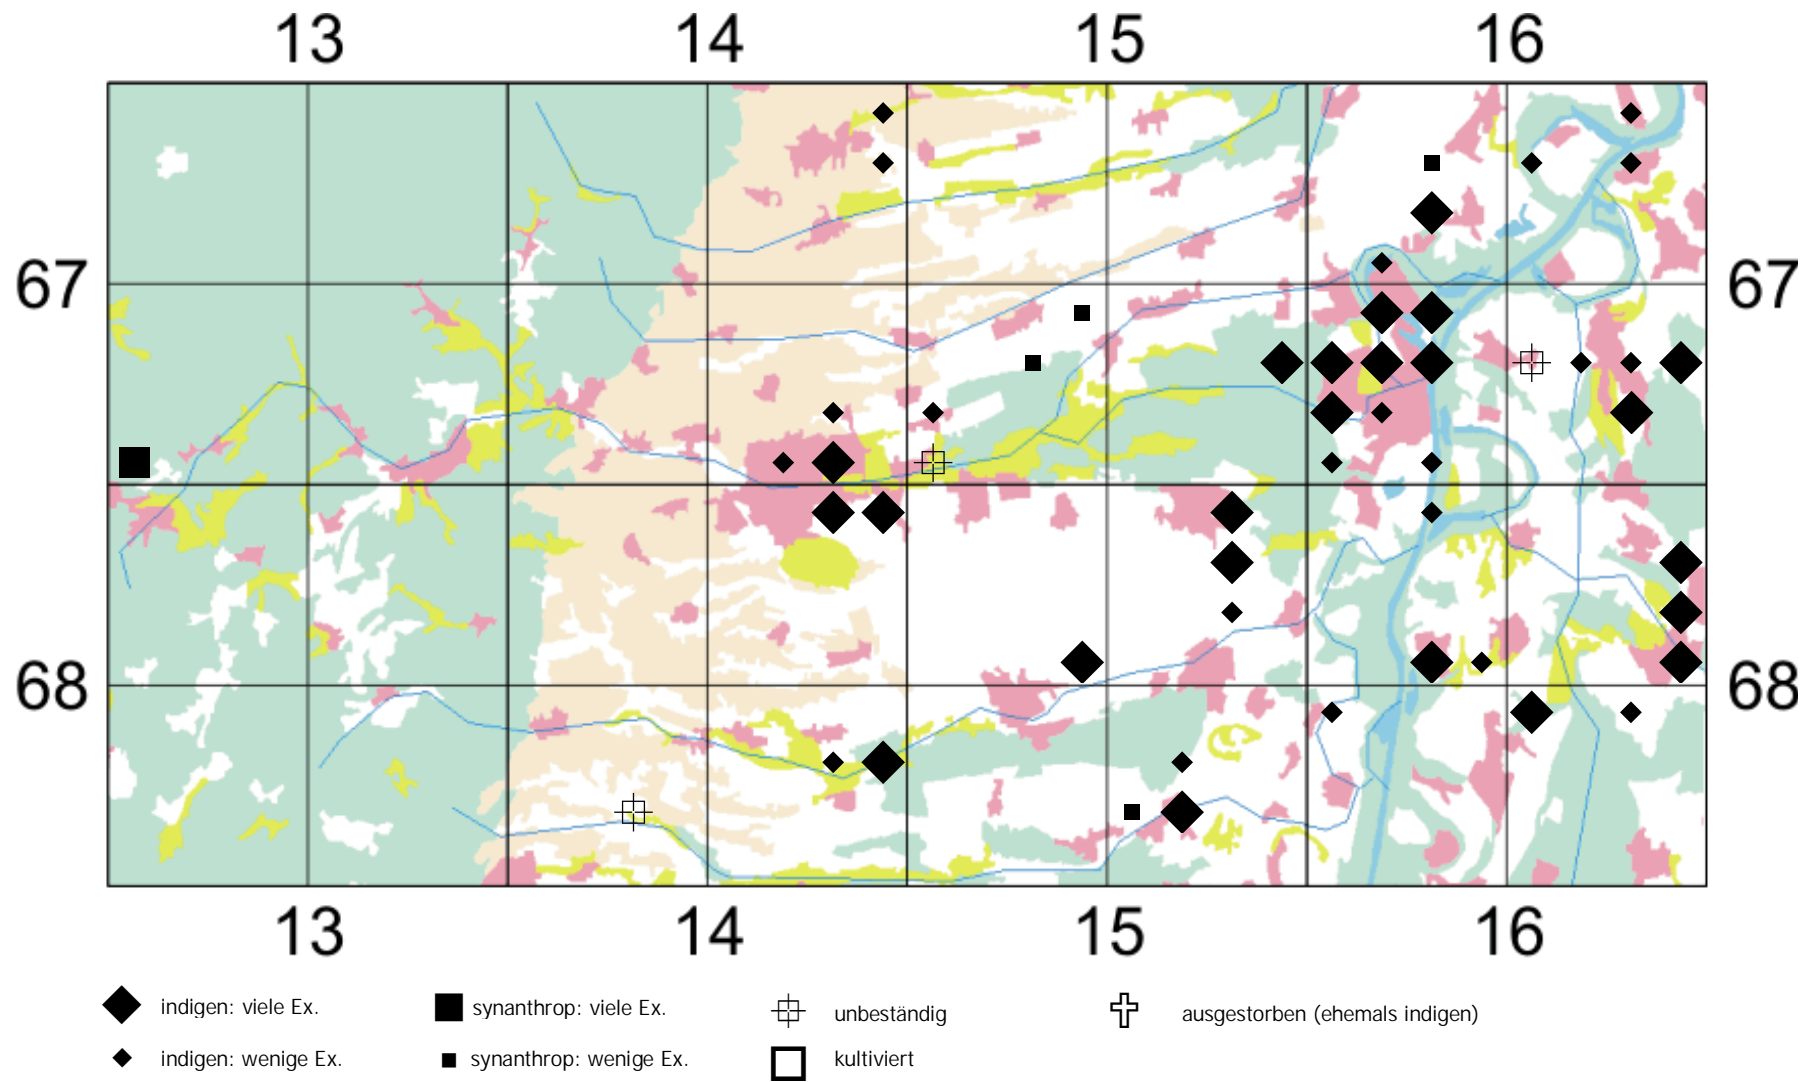 13 14 15 16
67 67
68 68
13 14 15 16
indigen: viele Ex. synanthrop: viele Ex. unbeständig ausgestorben (ehemals indigen)
indigen: wenige Ex. synanthrop: wenige Ex. kultiviert